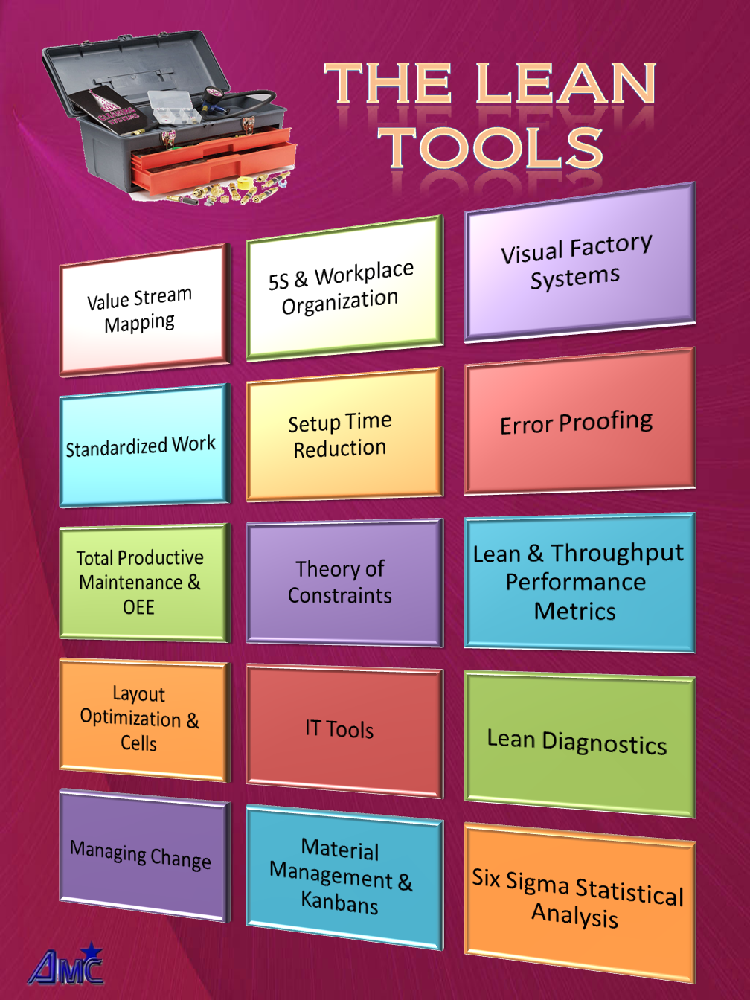 THE LEAN
TOOLS
CLEANING
SYSTEMS
Value Stream
Mapping
5S & Workplace
Organization
Visual Factory
Systems
Standardized Work
Setup Time
Reduction
Error Proofing
Total Productive
Maintenance &
OEE
Theory of
Constraints
Lean & Throughput
Performance
Metrics
Layout
Optimization &
Cells
IT Tools
Lean Diagnostics
Managing Change
Material
Management &
Kanbans
Six Sigma Statistical
Analysis
AMC